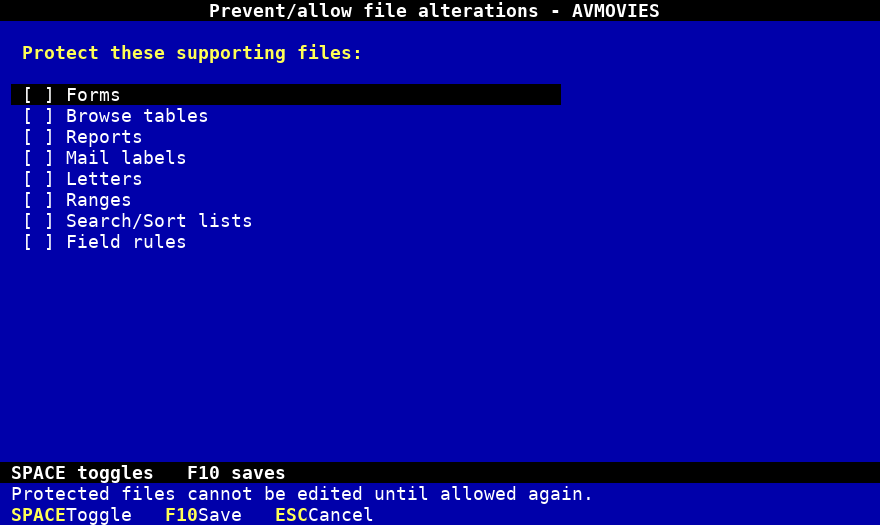 Prevent/allow file alterations - AVMOVIES
Protect these supporting files:
[ ] Forms
[ ] Browse tables
[ ] Reports
[ ] Mail labels
[ ] Letters
[ ] Ranges
[ ] Search/Sort lists
[ ] Field rules
SPACE toggles   F10 saves
Protected files cannot be edited until allowed again.
SPACEToggle   F10Save   ESCCancel